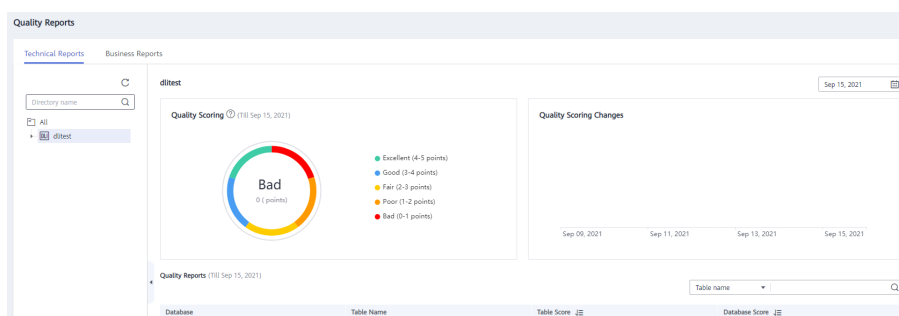 Quality Reports
Technical Reports Business Reports
Directory name
All
DLI dlitest
dlitest
Sep 15, 2021
Quality Scoring ? (Till Sep 15, 2021)
Bad
0 ( points)
Excellent (4-5 points)
Good (3-4 points)
Fair (2-3 points)
Poor (1-2 points)
Bad (0-1 points)
Quality Scoring Changes
Sep 09, 2021 Sep 11, 2021 Sep 13, 2021 Sep 15, 2021
Quality Reports (Till Sep 15, 2021)
Table name
Database Table Name Table Score Database Score